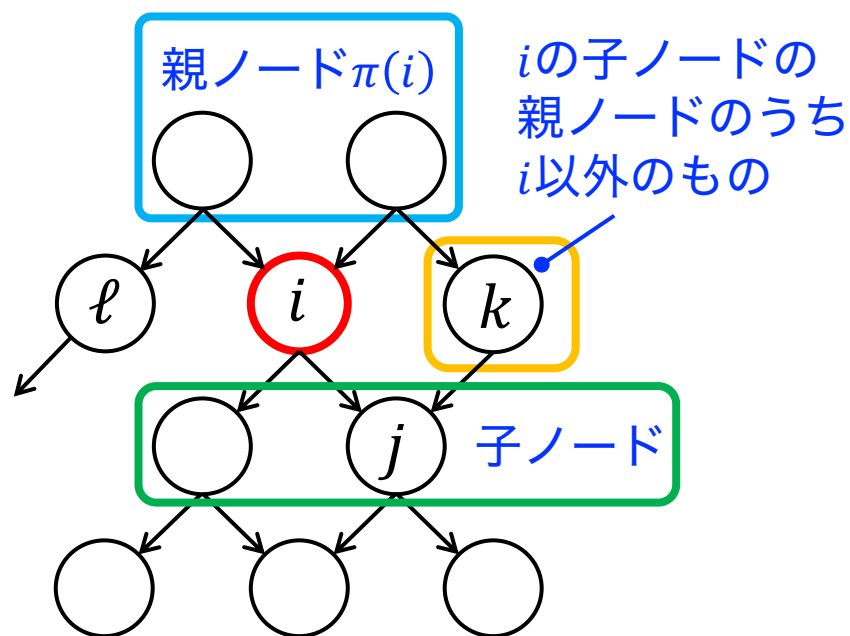 親ノードπ(i)
iの子ノードの
親ノードのうち
i以外のもの
ℓ
i
k
j
子ノード